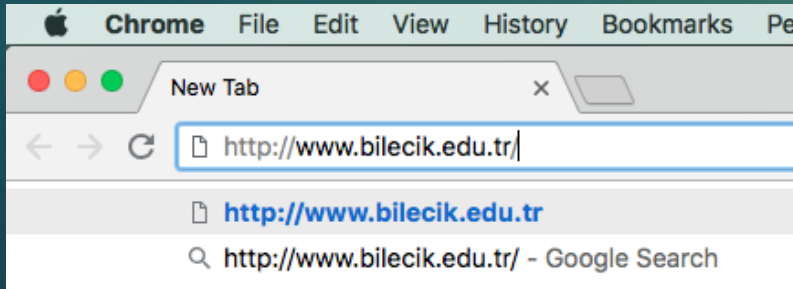 Chrome File Edit View History Bookmarks Pe
New Tab
http://www.bilecik.edu.tr/
http://www.bilecik.edu.tr
http://www.bilecik.edu.tr/ - Google Search